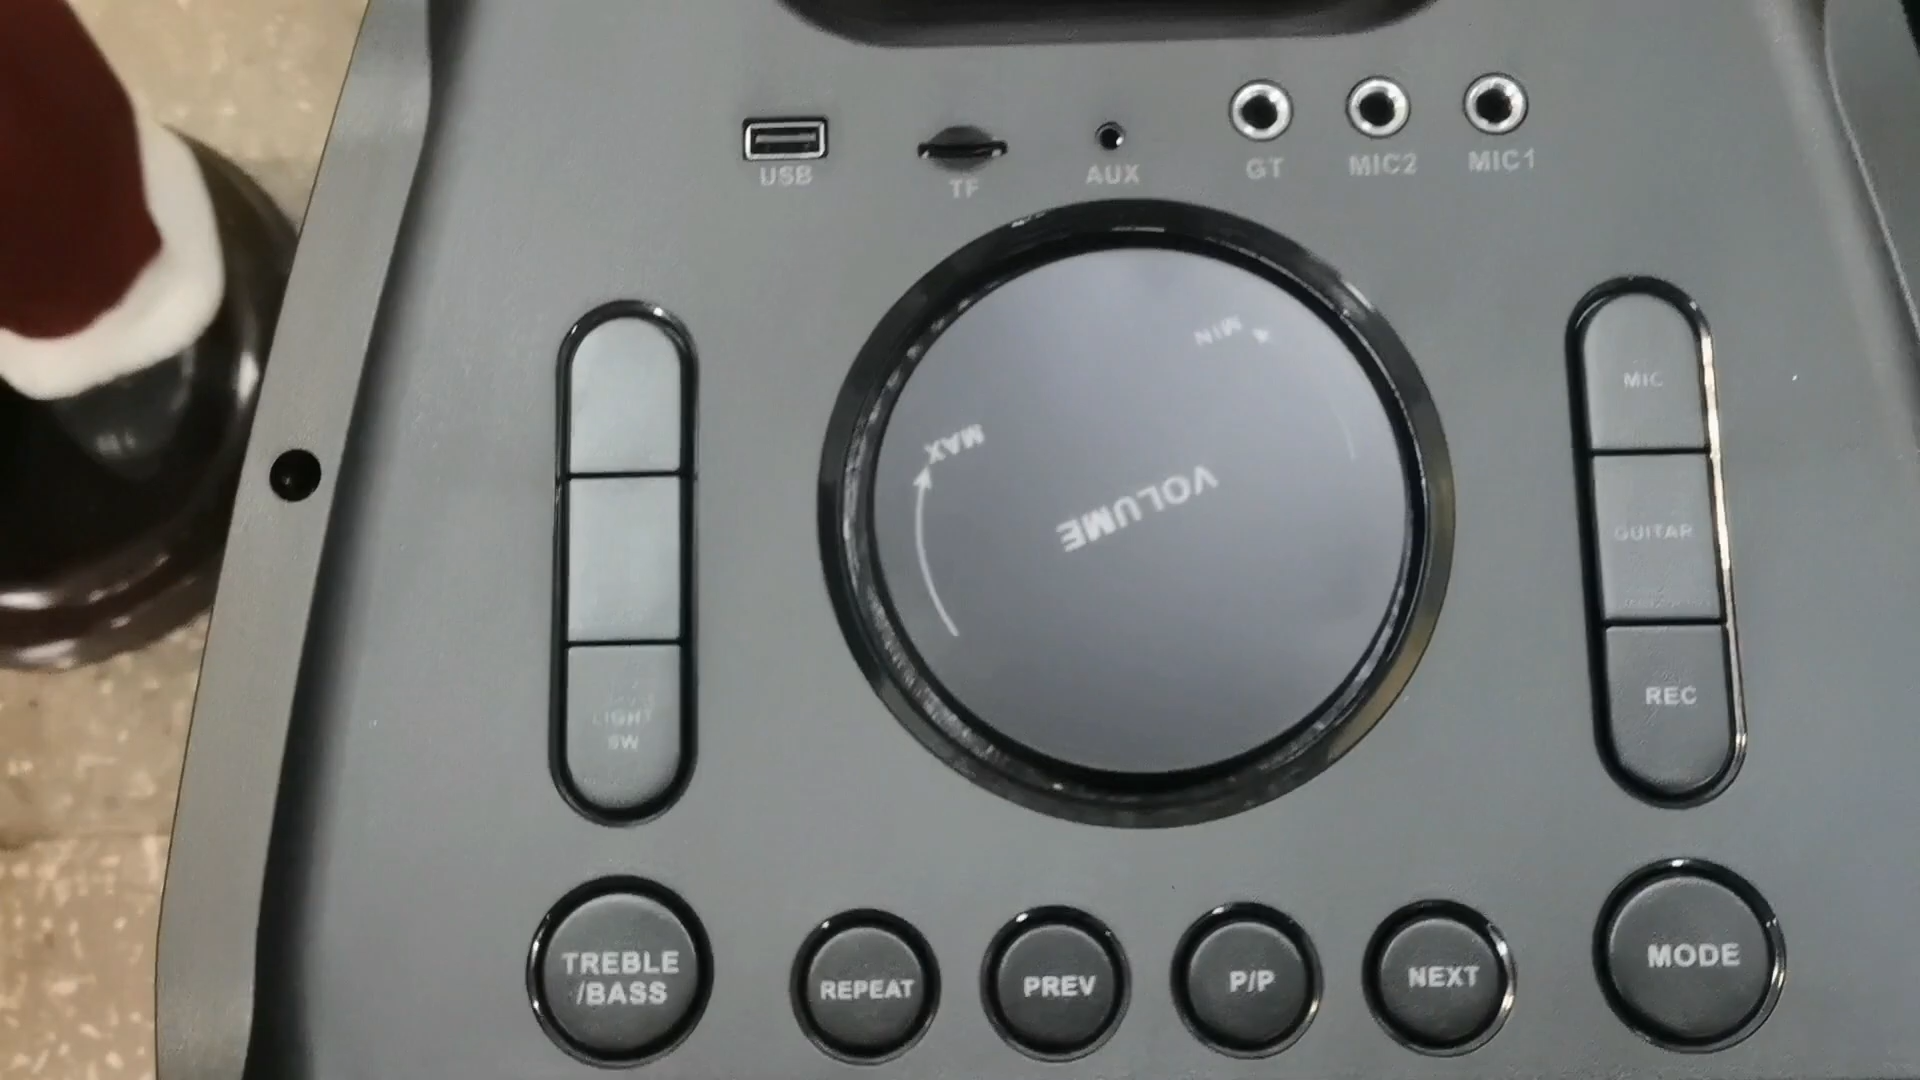 USB
TF
AUX
GT
MIC2
MIC1
MIN
MAX
VOLUME
MIC
GUITAR
REC
LIGHT
SW
TREBLE
/BASS
REPEAT
PREV
P/P
NEXT
MODE